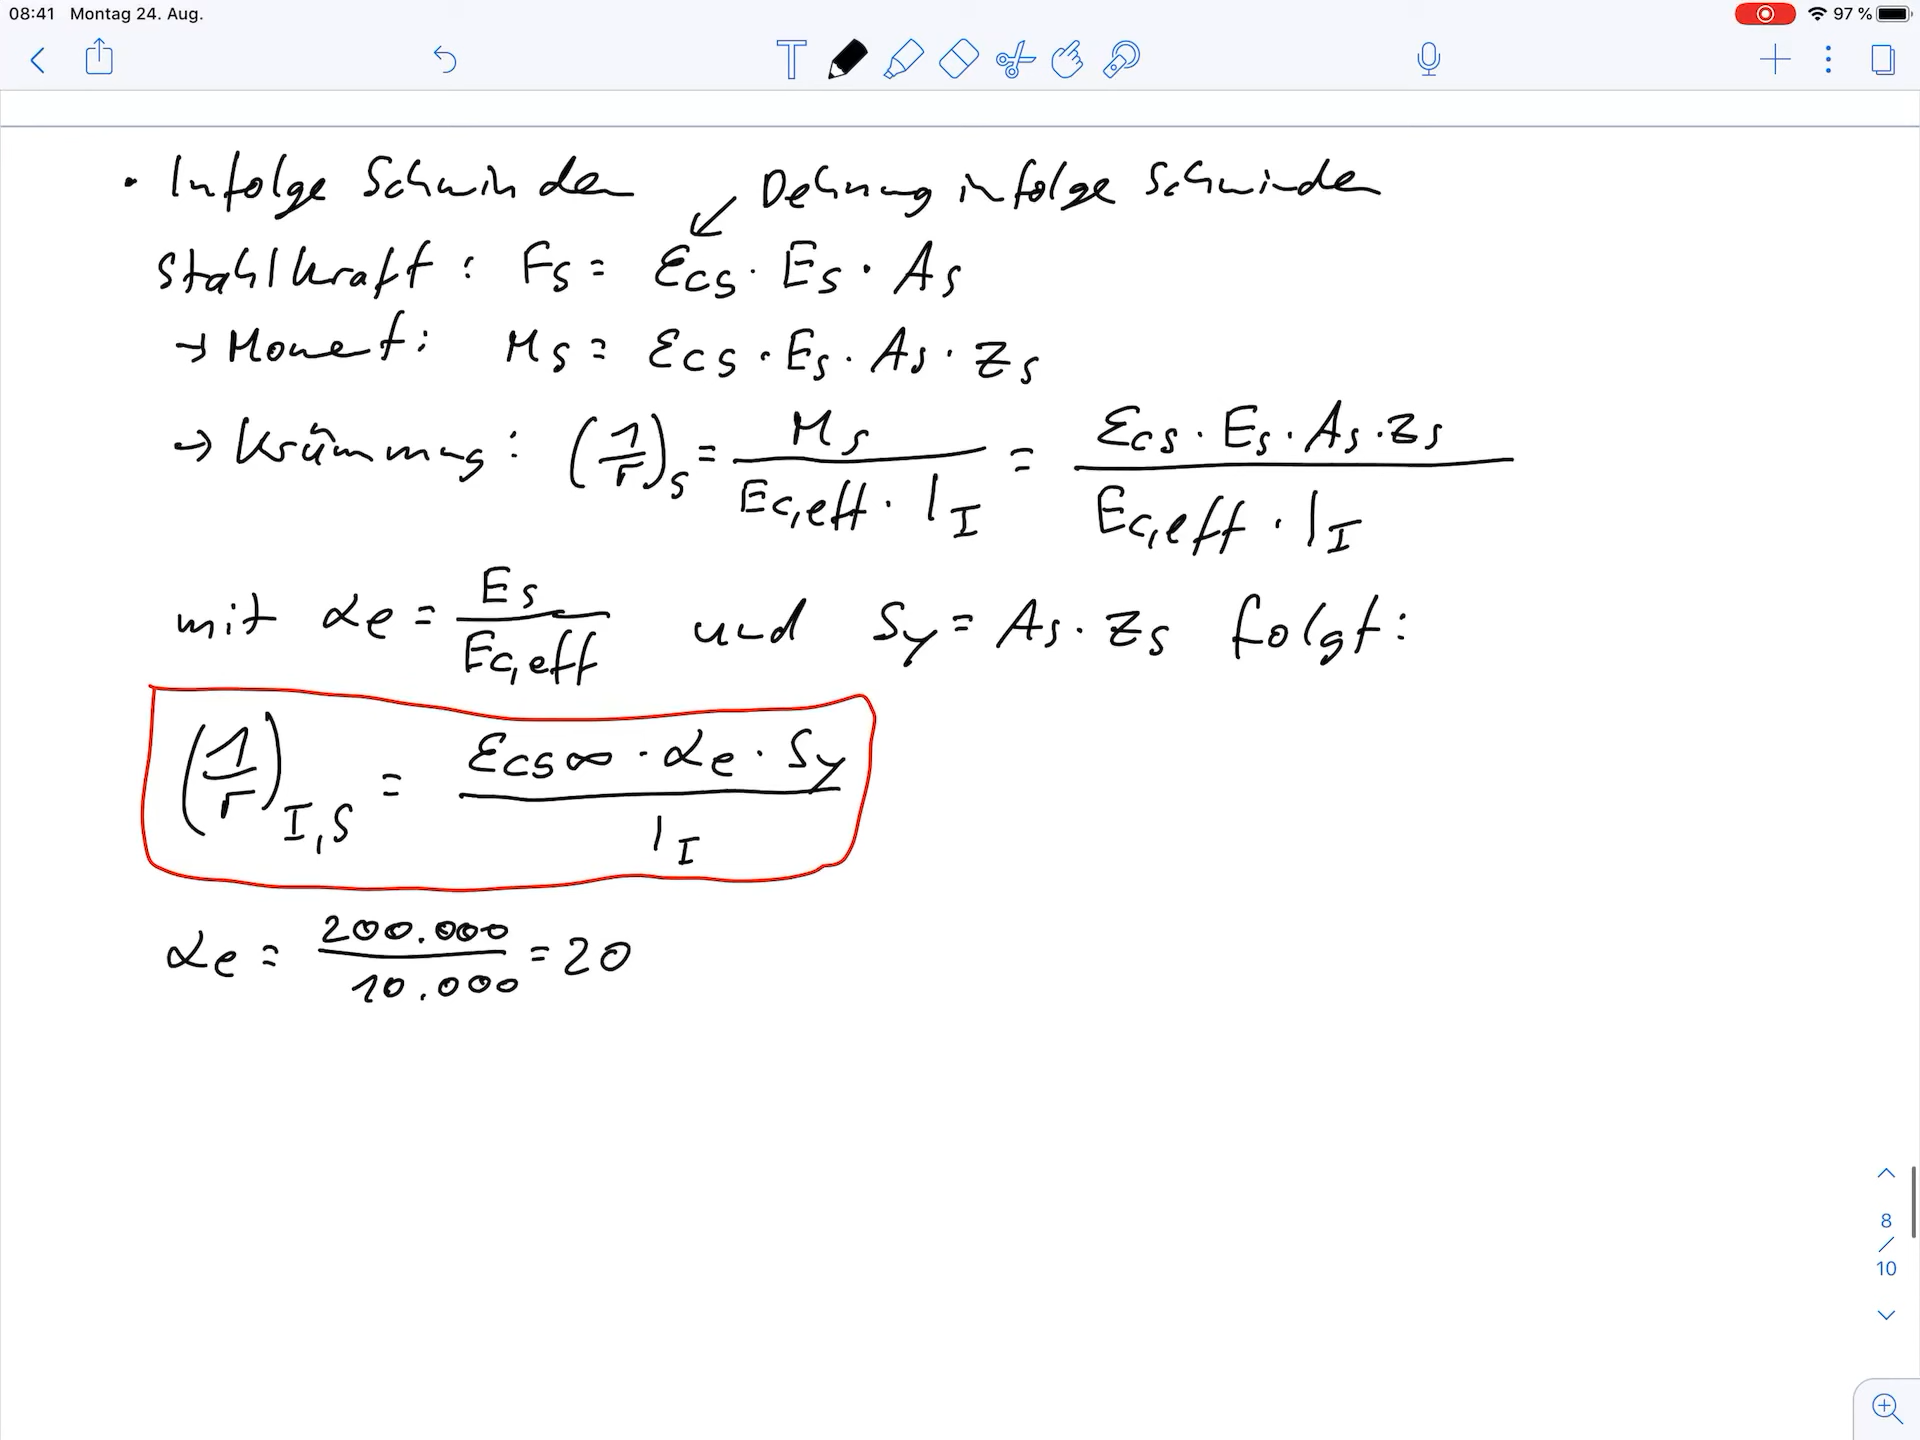 08:41 Montag 24. Aug.
97 %
• Infolge Schwinden
Dehnung infolge Schwinden
Stahlkraft: Fs = εcs · Es · As
→ Moment: Ms = εcs · Es · As · zs
→ Krümmung: (1/r)s = Ms / (Ec,eff · II) = (εcs · Es · As · zs) / (Ec,eff · II)
mit αe = Es / Ec,eff und Sy = As · zs folgt:
(1/r)I,S = (εcs∞ · αe · Sy) / II
αe = 200.000 / 10.000 = 20
8
/
10